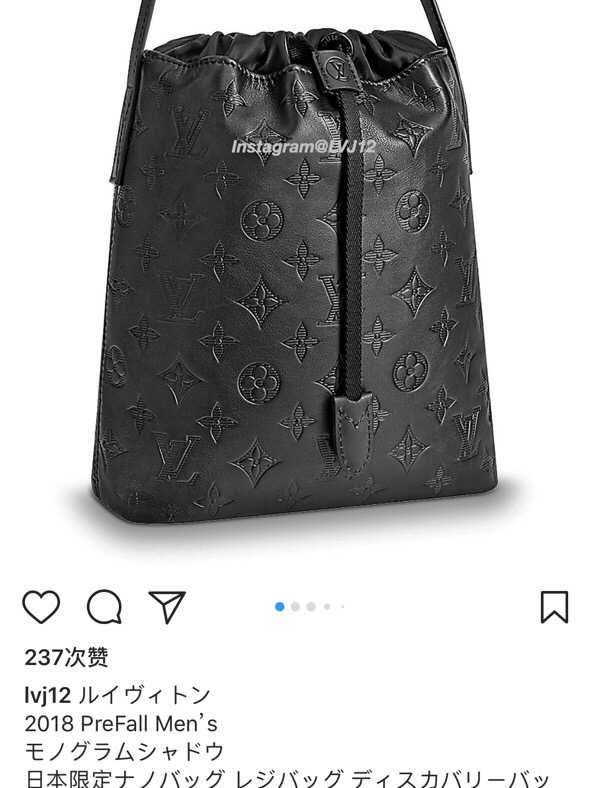 Instagram@LVJ12
237次赞
lvj12 ルイヴィトン
2018 PreFall Men's
モノグラムシャドウ
日本限定ナノバッグ レジバッグ ディスカバリーバッ